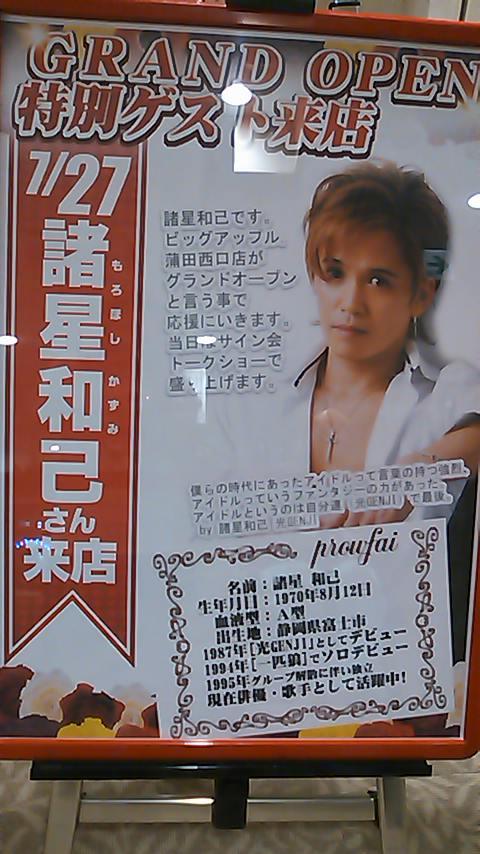 GRAND OPEN
特別ゲスト来店
7/27
諸星和己
もろほし かずみ
さん
来店
諸星和己です。
ビッグアップル
蒲田西口店が
グランドオープン
と言う事で
応援にいきます。
当日はサイン会
トークショーで
盛り上げます。
僕らの時代にあったアイドルって言葉の持つ強烈、
アイドルっていうファンタジーの力があった。
アイドルというのは自分達「光GENJI」で最後。
by 諸星和己「光GENJI」
proufai
名前:諸星 和己
生年月日:1970年8月12日
血液型:A型
出生地:静岡県富士市
1987年「光GENJI」としてデビュー
1994年「一匹狼」でソロデビュー
1995年グループ解散に伴い独立
現在俳優・歌手として活躍中!